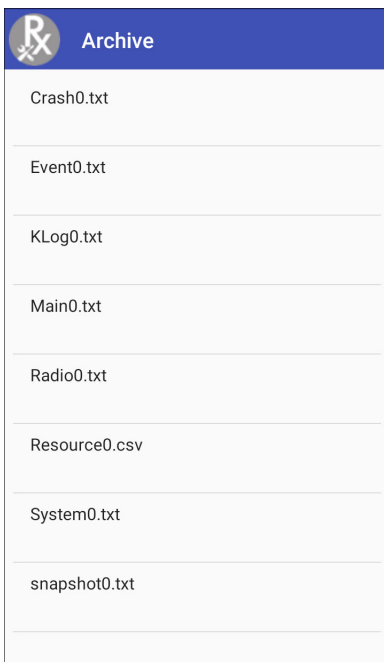 Rx
Archive
Crash0.txt
Event0.txt
KLog0.txt
Main0.txt
Radio0.txt
Resource0.csv
System0.txt
snapshot0.txt